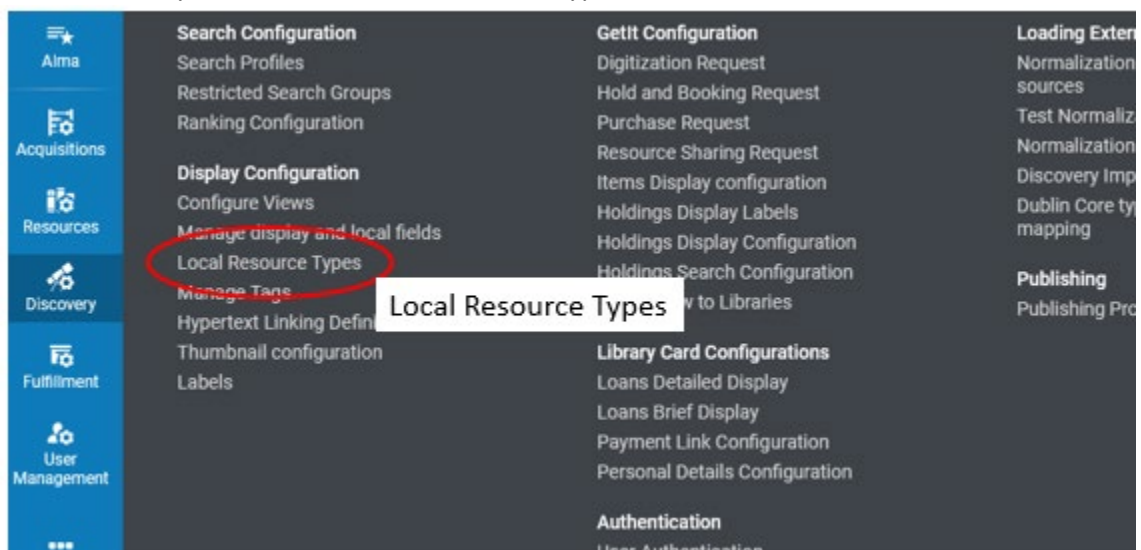 Alma
Acquisitions
Resources
Discovery
Fulfillment
User
Management
Search Configuration
Search Profiles
Restricted Search Groups
Ranking Configuration
Display Configuration
Configure Views
Manage display and local fields
Local Resource Types
Manage Tags
Hypertext Linking Defini
Thumbnail configuration
Labels
Local Resource Types
GetIt Configuration
Digitization Request
Hold and Booking Request
Purchase Request
Resource Sharing Request
Items Display configuration
Holdings Display Labels
Holdings Display Configuration
Holdings Search Configuration
w to Libraries
Library Card Configurations
Loans Detailed Display
Loans Brief Display
Payment Link Configuration
Personal Details Configuration
Authentication
User Authentication
Loading Extern
Normalization
sources
Test Normaliz
Normalization
Discovery Imp
Dublin Core ty
mapping
Publishing
Publishing Pro